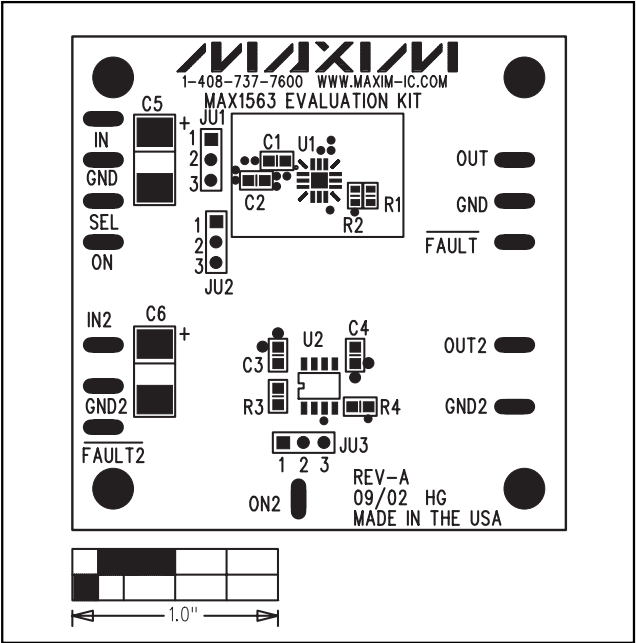 MAXIM
1-408-737-7600 WWW.MAXIM-IC.COM
MAX1563 EVALUATION KIT
C5
+
JU1
1
2
3
IN
GND
SEL
ON
C1
U1
C2
R1
R2
OUT
GND
FAULT
1
2
3
JU2
IN2
C6
+
GND2
FAULT2
U2
C4
C3
R3
R4
OUT2
GND2
JU3
1 2 3
ON2
REV-A
09/02 HG
MADE IN THE USA
1.0"